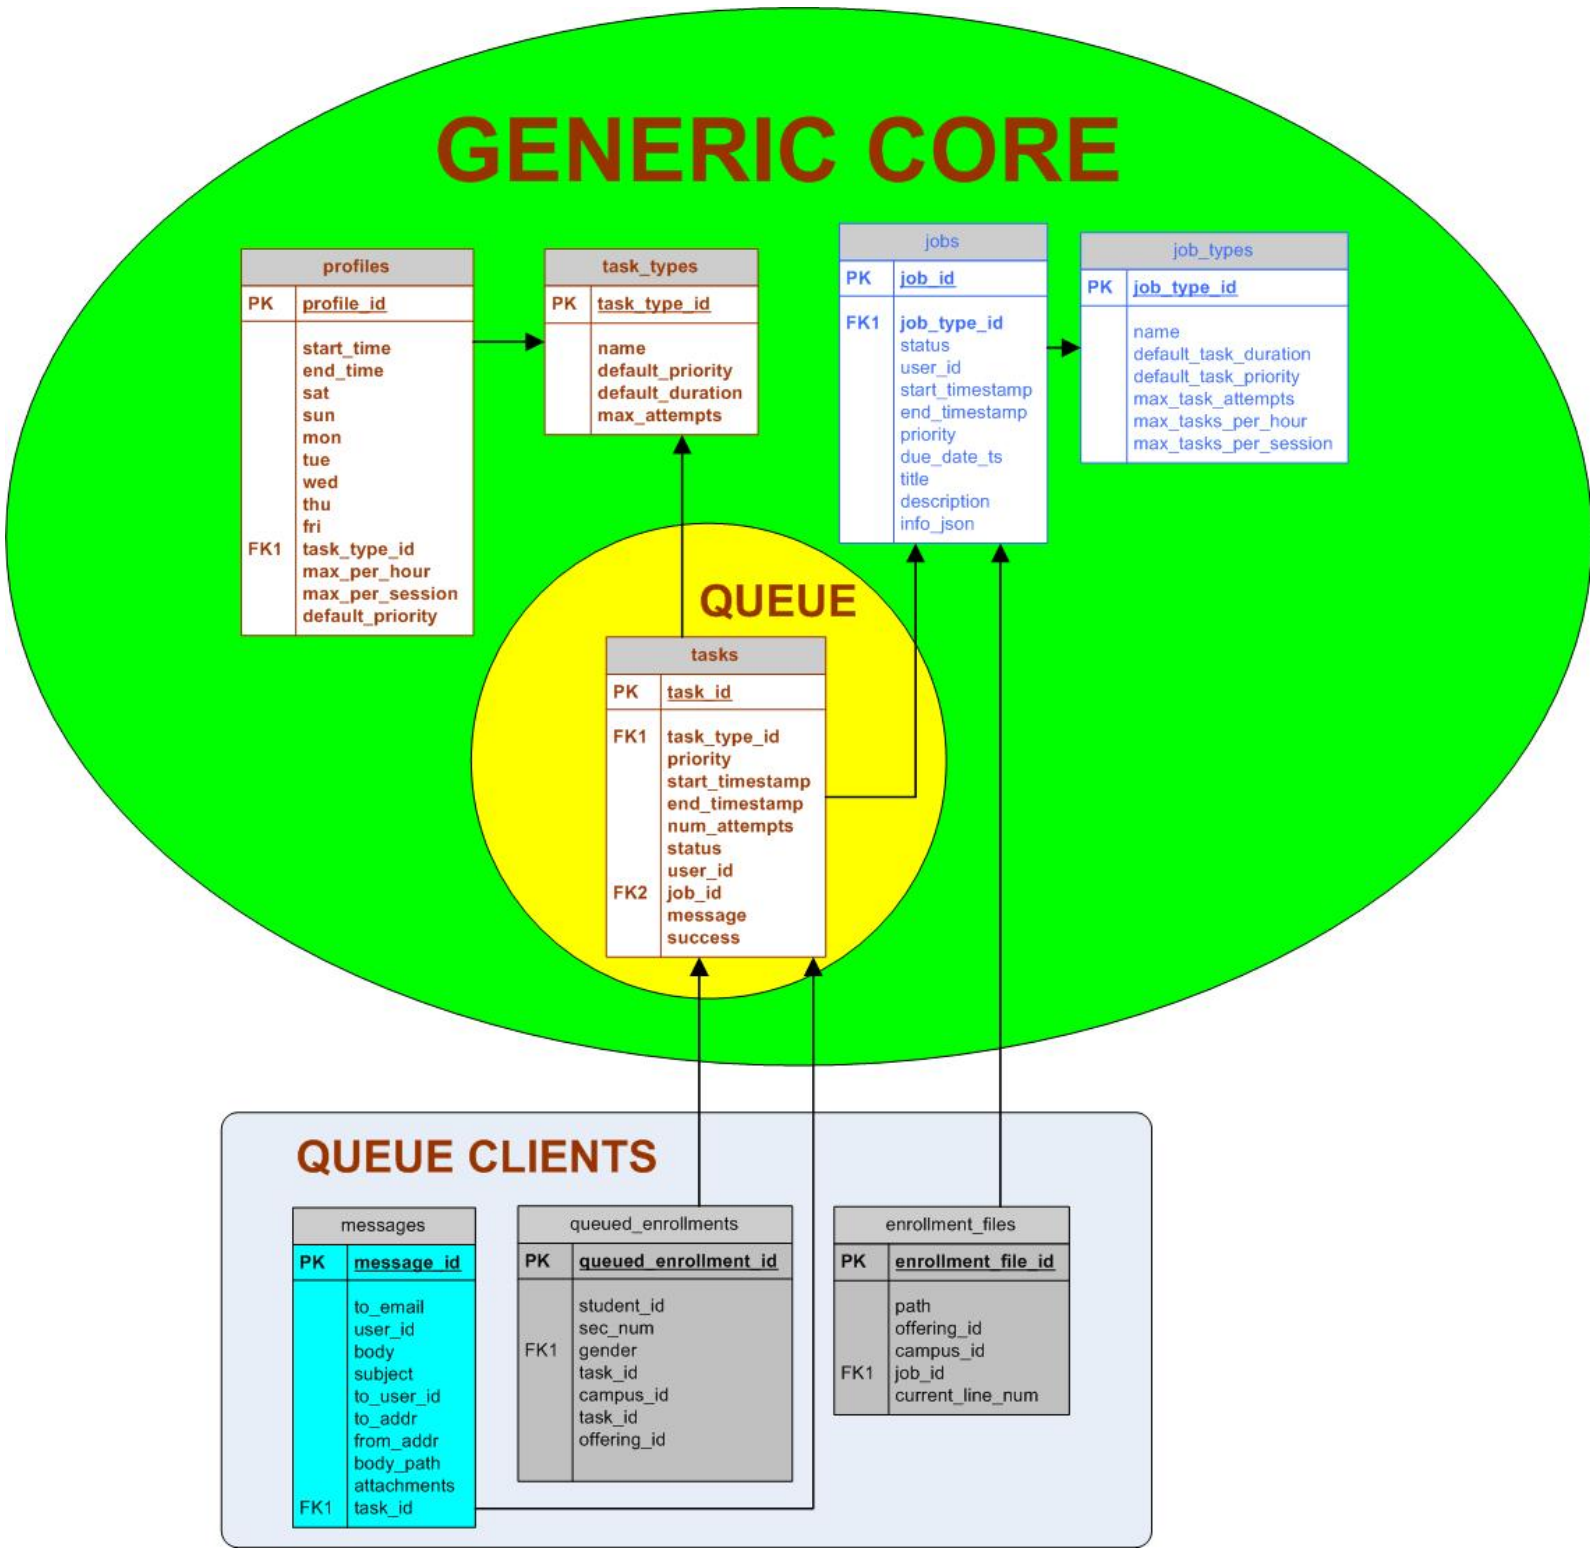 GENERIC CORE
profiles
PK profile_id
start_time
end_time
sat
sun
mon
tue
wed
thu
fri
FK1 task_type_id
max_per_hour
max_per_session
default_priority
task_types
PK task_type_id
name
default_priority
default_duration
max_attempts
jobs
PK job_id
FK1 job_type_id
status
user_id
start_timestamp
end_timestamp
priority
due_date_ts
title
description
info_json
job_types
PK job_type_id
name
default_task_duration
default_task_priority
max_task_attempts
max_tasks_per_hour
max_tasks_per_session
QUEUE
tasks
PK task_id
FK1 task_type_id
priority
start_timestamp
end_timestamp
num_attempts
status
user_id
FK2 job_id
message
success
QUEUE CLIENTS
messages
PK message_id
to_email
user_id
body
subject
to_user_id
to_addr
from_addr
body_path
attachments
FK1 task_id
queued_enrollments
PK queued_enrollment_id
student_id
sec_num
FK1 gender
task_id
campus_id
task_id
offering_id
enrollment_files
PK enrollment_file_id
path
offering_id
campus_id
FK1 job_id
current_line_num